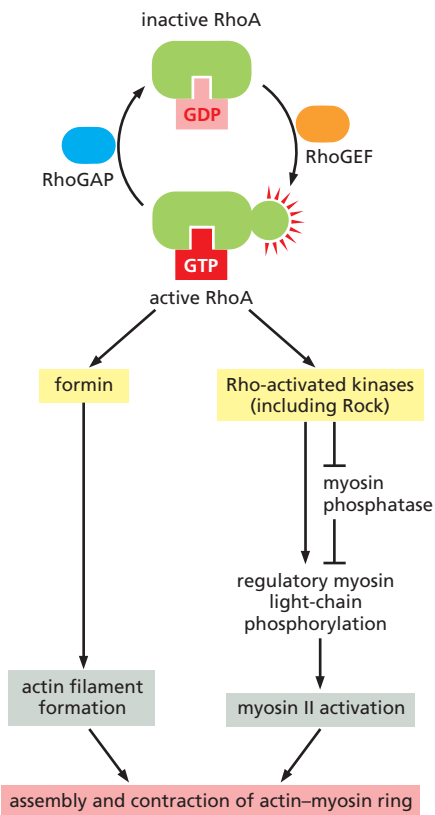 inactive RhoA
GDP
RhoGAP
RhoGEF
GTP
active RhoA
formin
Rho-activated kinases
(including Rock)
myosin
phosphatase
regulatory myosin
light-chain
phosphorylation
actin filament
formation
myosin II activation
assembly and contraction of actin–myosin ring